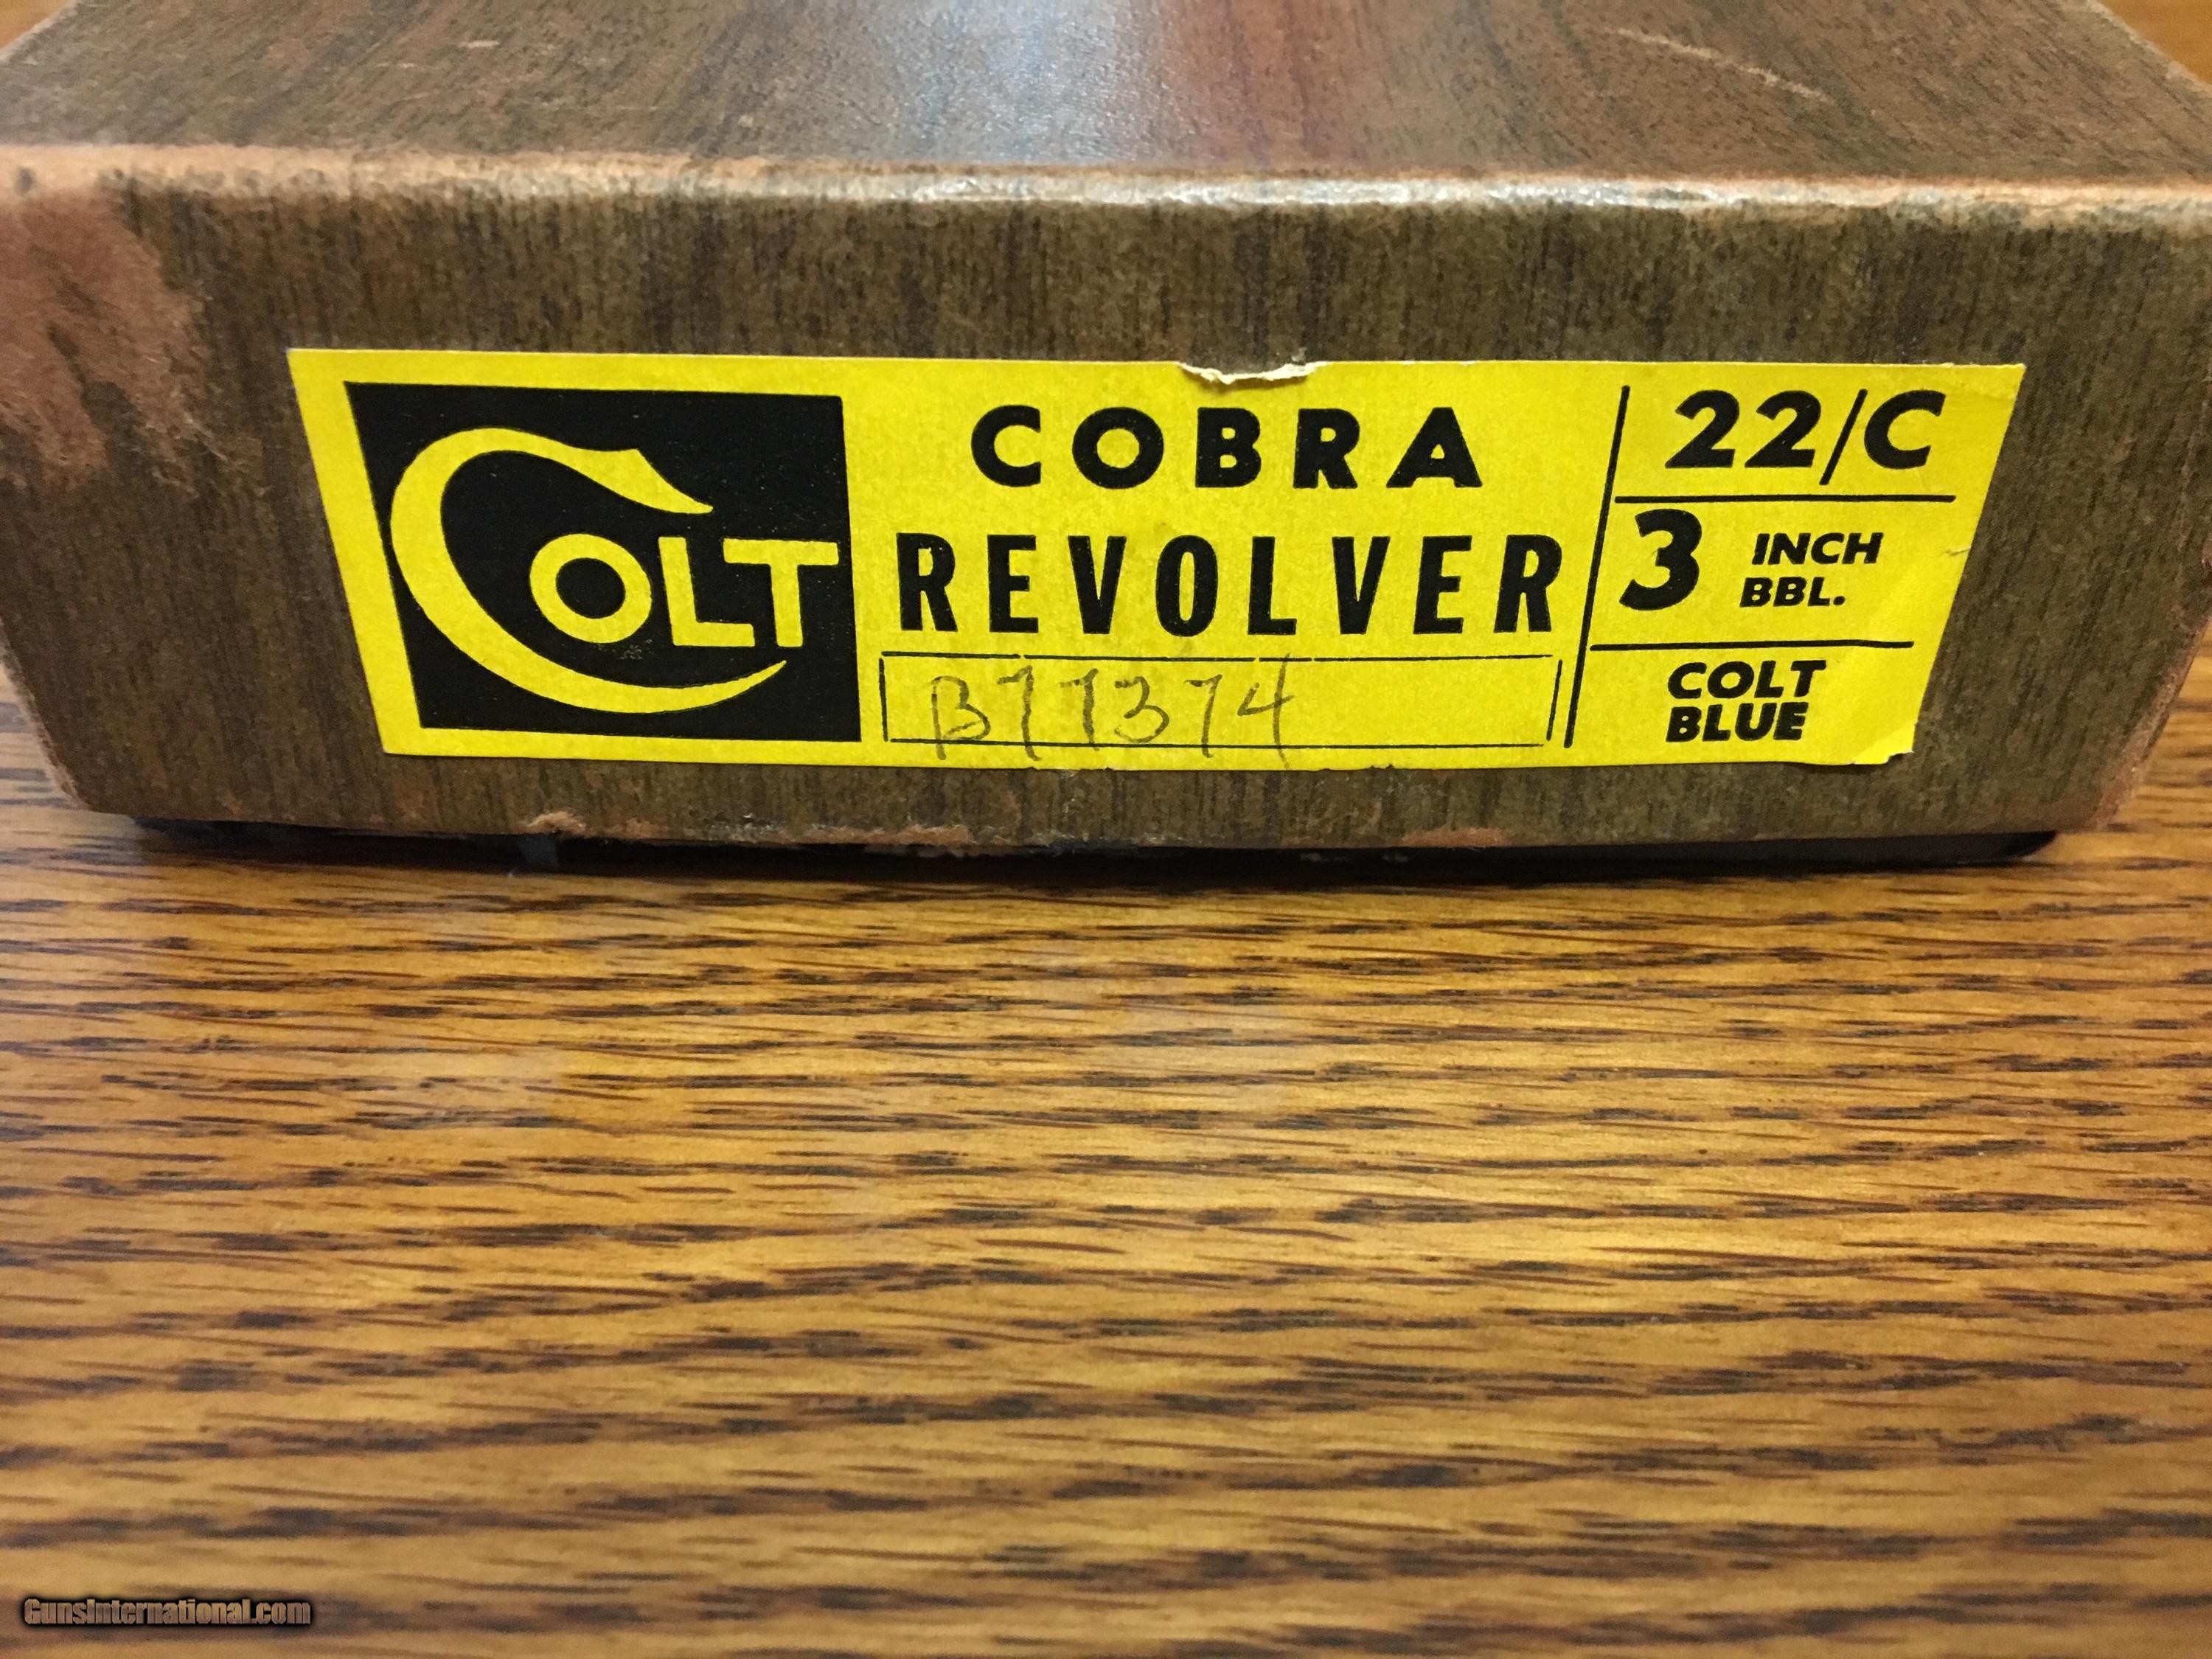 COLT
COBRA
REVOLVER
B77374
22/C
3 INCH
BBL.
COLT
BLUE
GunsInternational.com